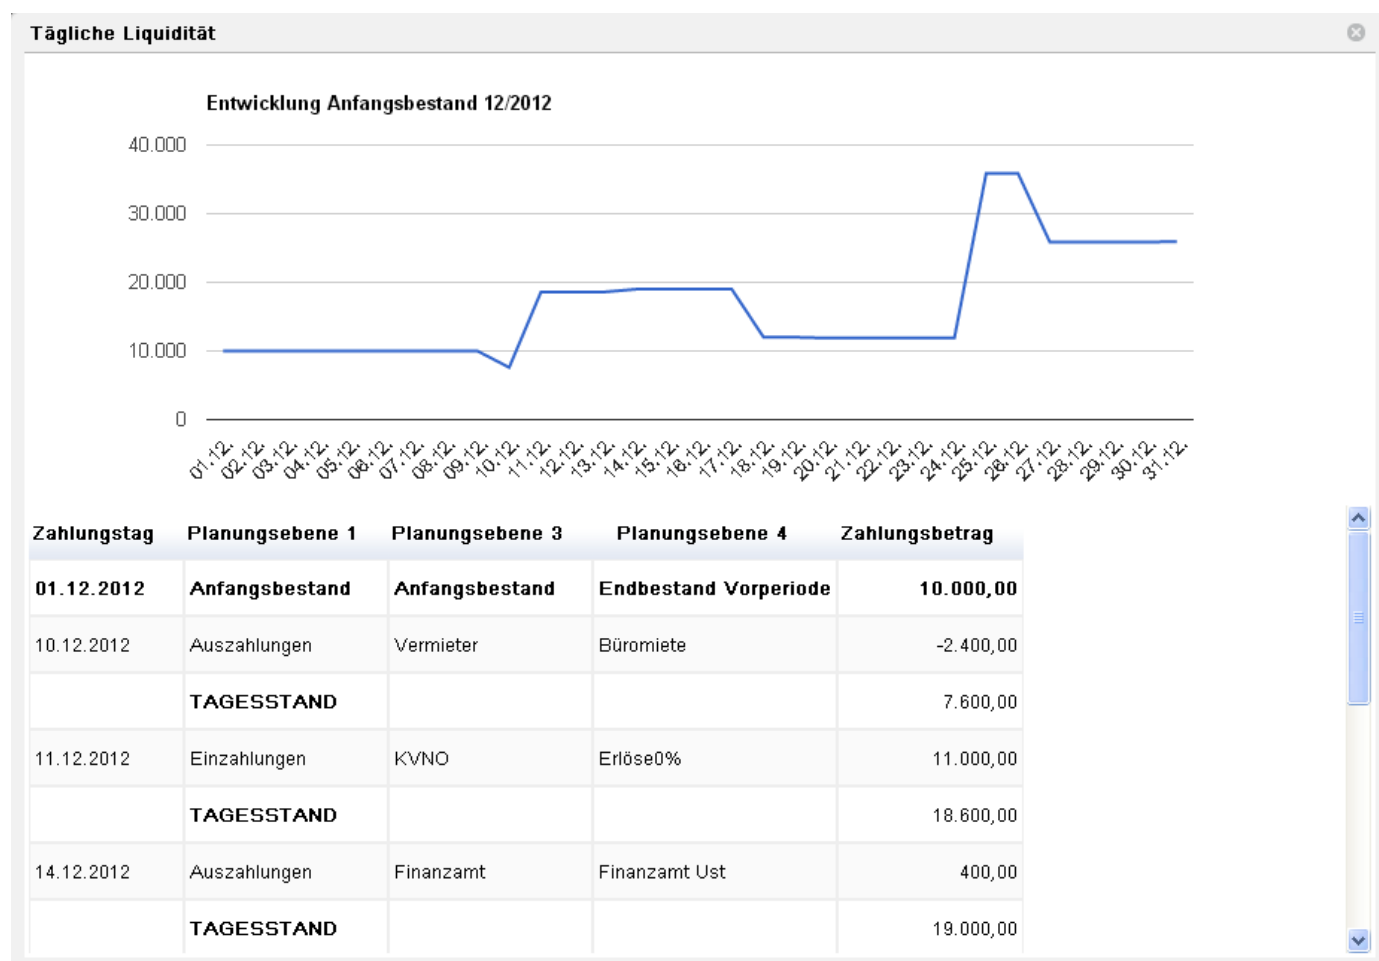 Tägliche Liquidität
Entwicklung Anfangsbestand 12/2012
40.000
30.000
20.000
10.000
0
01.12. 02.12. 03.12. 04.12. 05.12. 06.12. 07.12. 08.12. 09.12. 10.12. 11.12. 12.12. 13.12. 14.12. 15.12. 16.12. 17.12. 18.12. 19.12. 20.12. 21.12. 22.12. 23.12. 24.12. 25.12. 26.12. 27.12. 28.12. 29.12. 30.12. 31.12.
Zahlungstag Planungsebene 1 Planungsebene 3 Planungsebene 4 Zahlungsbetrag
01.12.2012 Anfangsbestand Anfangsbestand Endbestand Vorperiode 10.000,00
10.12.2012 Auszahlungen Vermieter Büromiete -2.400,00
TAGESSTAND 7.600,00
11.12.2012 Einzahlungen KVNO Erlöse0% 11.000,00
TAGESSTAND 18.600,00
14.12.2012 Auszahlungen Finanzamt Finanzamt Ust 400,00
TAGESSTAND 19.000,00